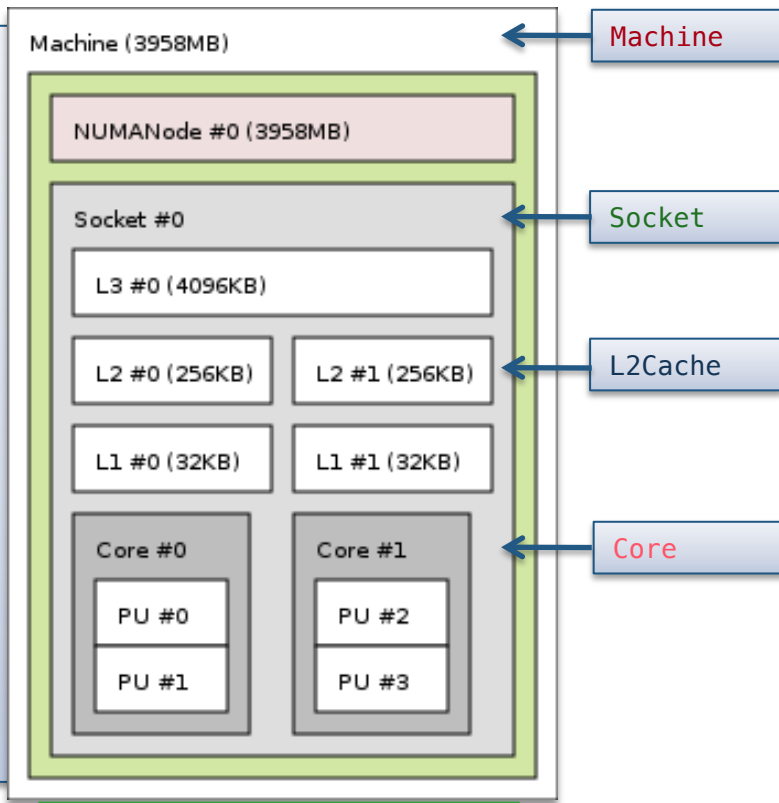 Machine (3958MB)
Machine
NUMANode #0 (3958MB)
Socket #0
Socket
L3 #0 (4096KB)
L2 #0 (256KB)
L2 #1 (256KB)
L2Cache
L1 #0 (32KB)
L1 #1 (32KB)
Core #0
Core #1
Core
PU #0
PU #2
PU #1
PU #3